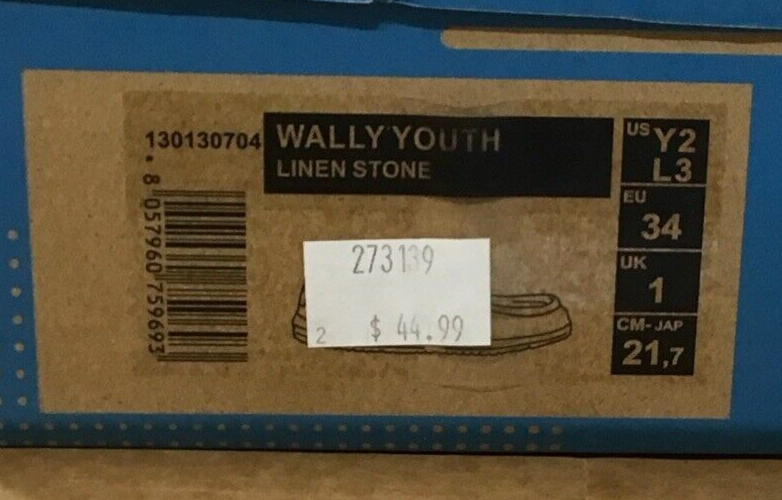 130130704
WALLY YOUTH
LINEN STONE
US Y2
L3
EU
34
UK
1
CM-JAP
21,7
8 057960 759693
273139
2 $ 44.99